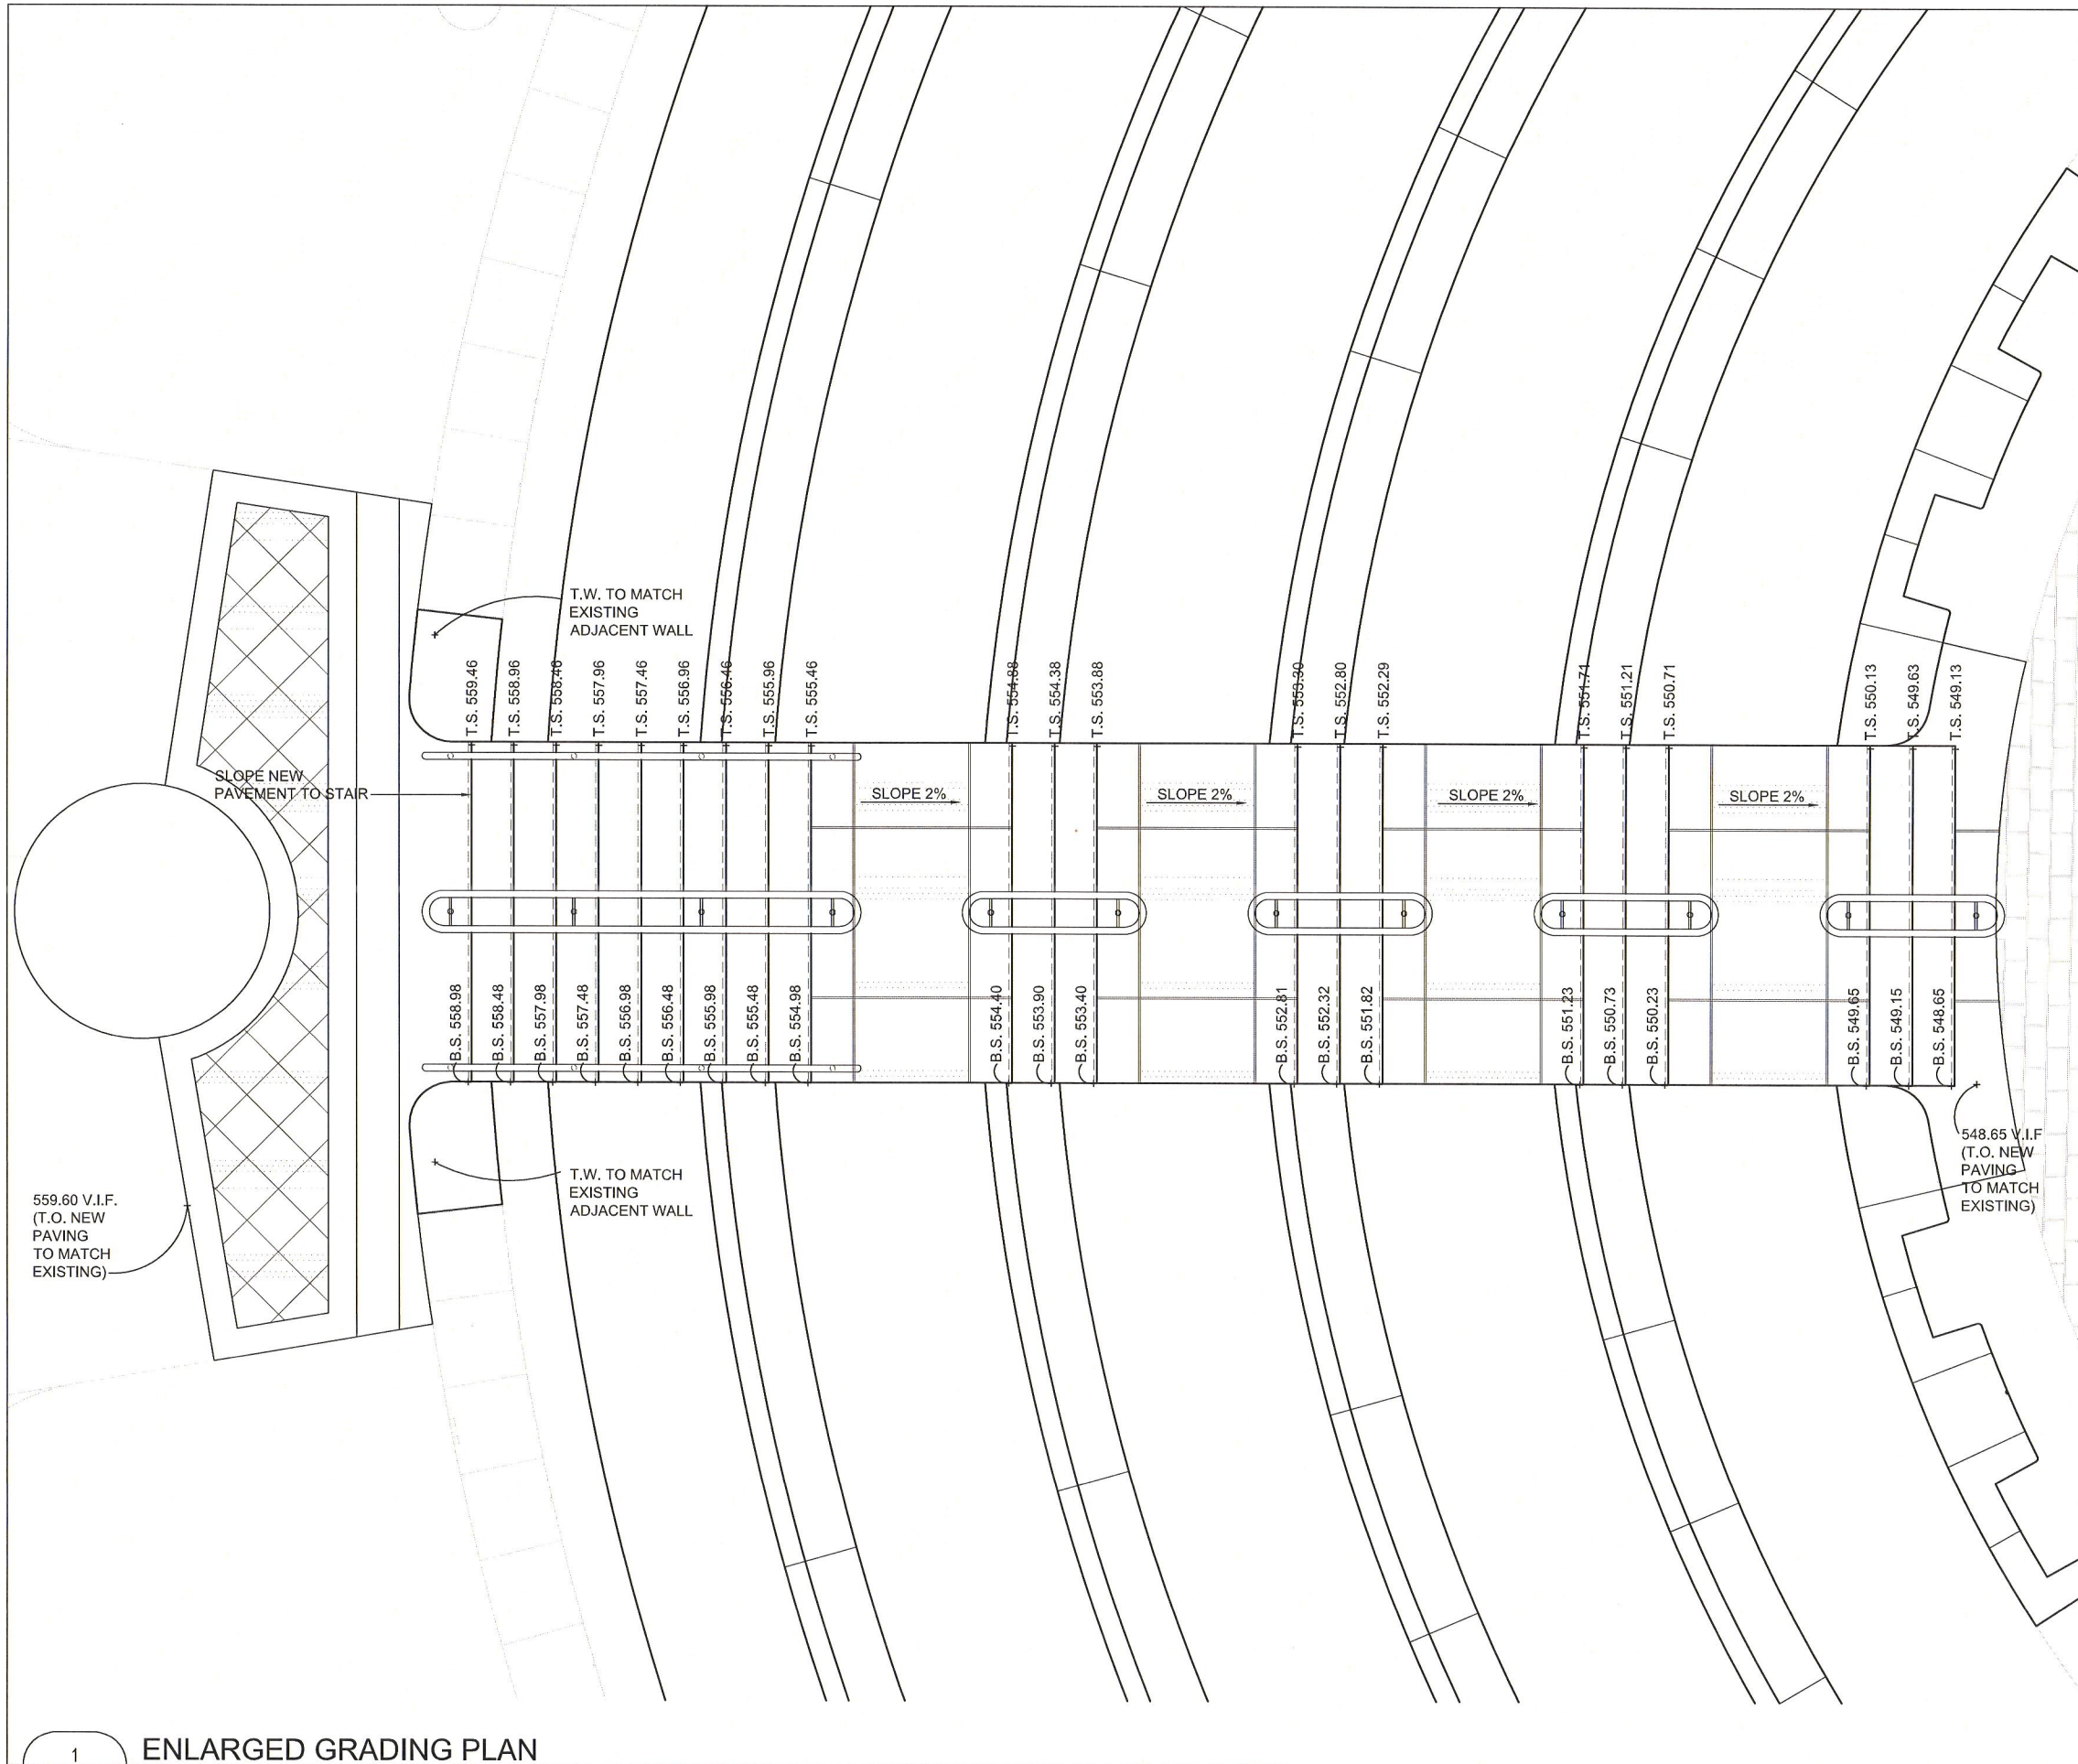 T.W. TO MATCH
EXISTING
ADJACENT WALL
T.S. 559.46
T.S. 558.96
T.S. 558.46
T.S. 557.96
T.S. 557.46
T.S. 556.96
T.S. 556.46
T.S. 555.96
T.S. 555.46
T.S. 554.88
T.S. 554.38
T.S. 553.88
T.S. 553.30
T.S. 552.80
T.S. 552.29
T.S. 551.71
T.S. 551.21
T.S. 550.71
T.S. 550.13
T.S. 549.63
T.S. 549.13
SLOPE NEW
PAVEMENT TO STAIR
SLOPE 2%
SLOPE 2%
SLOPE 2%
SLOPE 2%
B.S. 558.98
B.S. 558.48
B.S. 557.98
B.S. 557.48
B.S. 556.98
B.S. 556.48
B.S. 555.98
B.S. 555.48
B.S. 554.98
B.S. 554.40
B.S. 553.90
B.S. 553.40
B.S. 552.81
B.S. 552.32
B.S. 551.82
B.S. 551.23
B.S. 550.73
B.S. 550.23
B.S. 549.65
B.S. 549.15
B.S. 548.65
548.65 V.I.F
(T.O. NEW
PAVING
TO MATCH
EXISTING)
T.W. TO MATCH
EXISTING
ADJACENT WALL
559.60 V.I.F.
(T.O. NEW
PAVING
TO MATCH
EXISTING)
1
ENLARGED GRADING PLAN